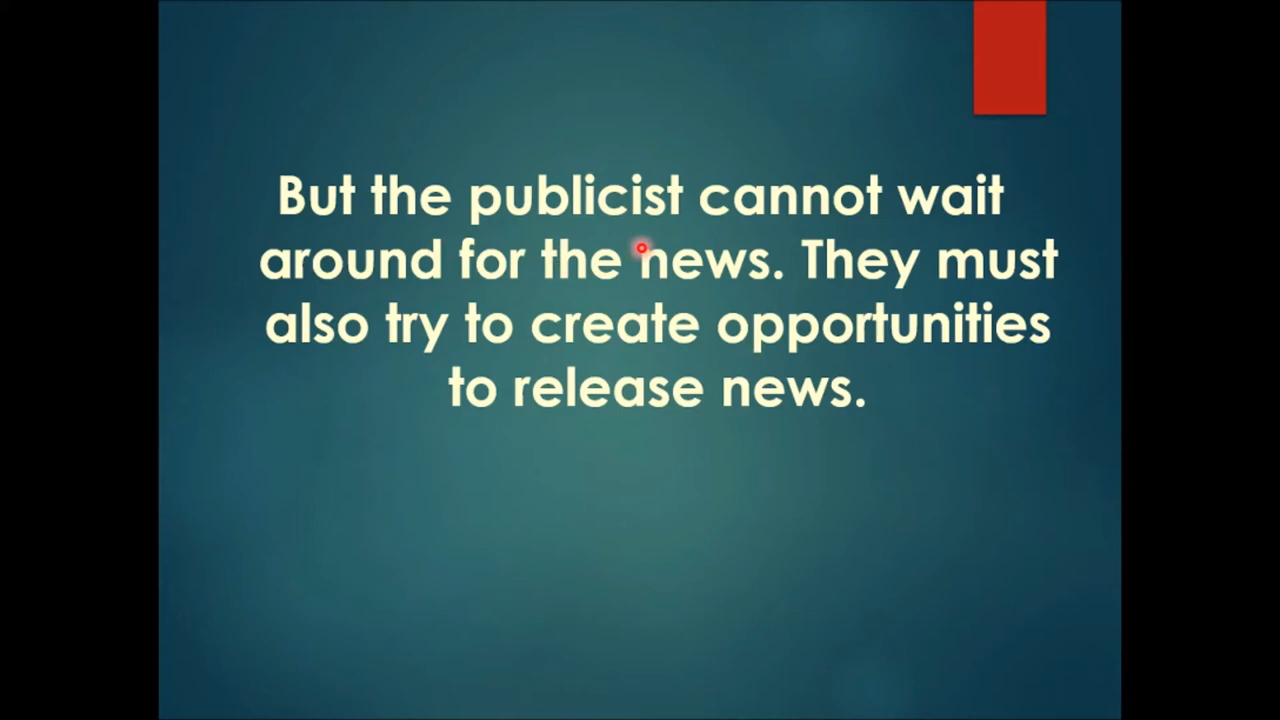 But the publicist cannot wait
around for the news. They must
also try to create opportunities
to release news.